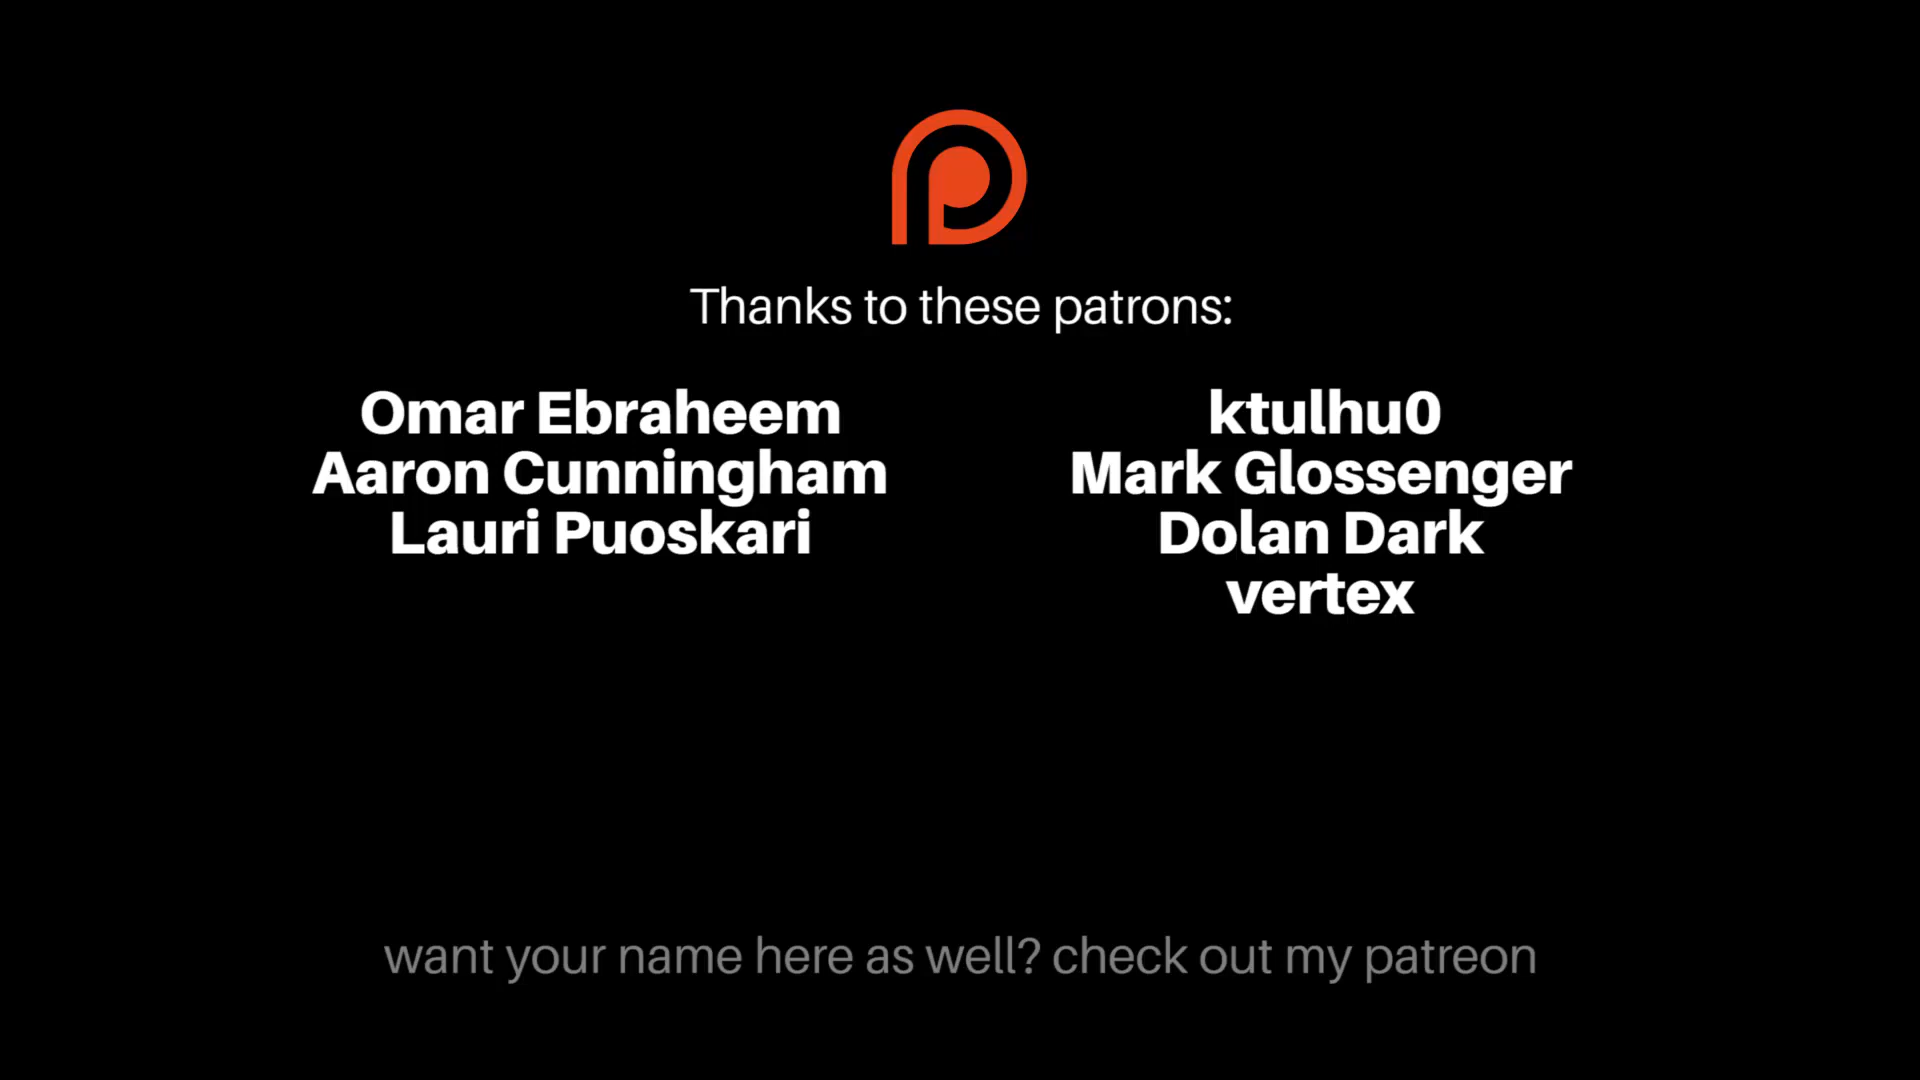 Thanks to these patrons:
Omar Ebraheem
Aaron Cunningham
Lauri Puoskari
ktulhu0
Mark Glossenger
Dolan Dark
vertex
want your name here as well? check out my patreon